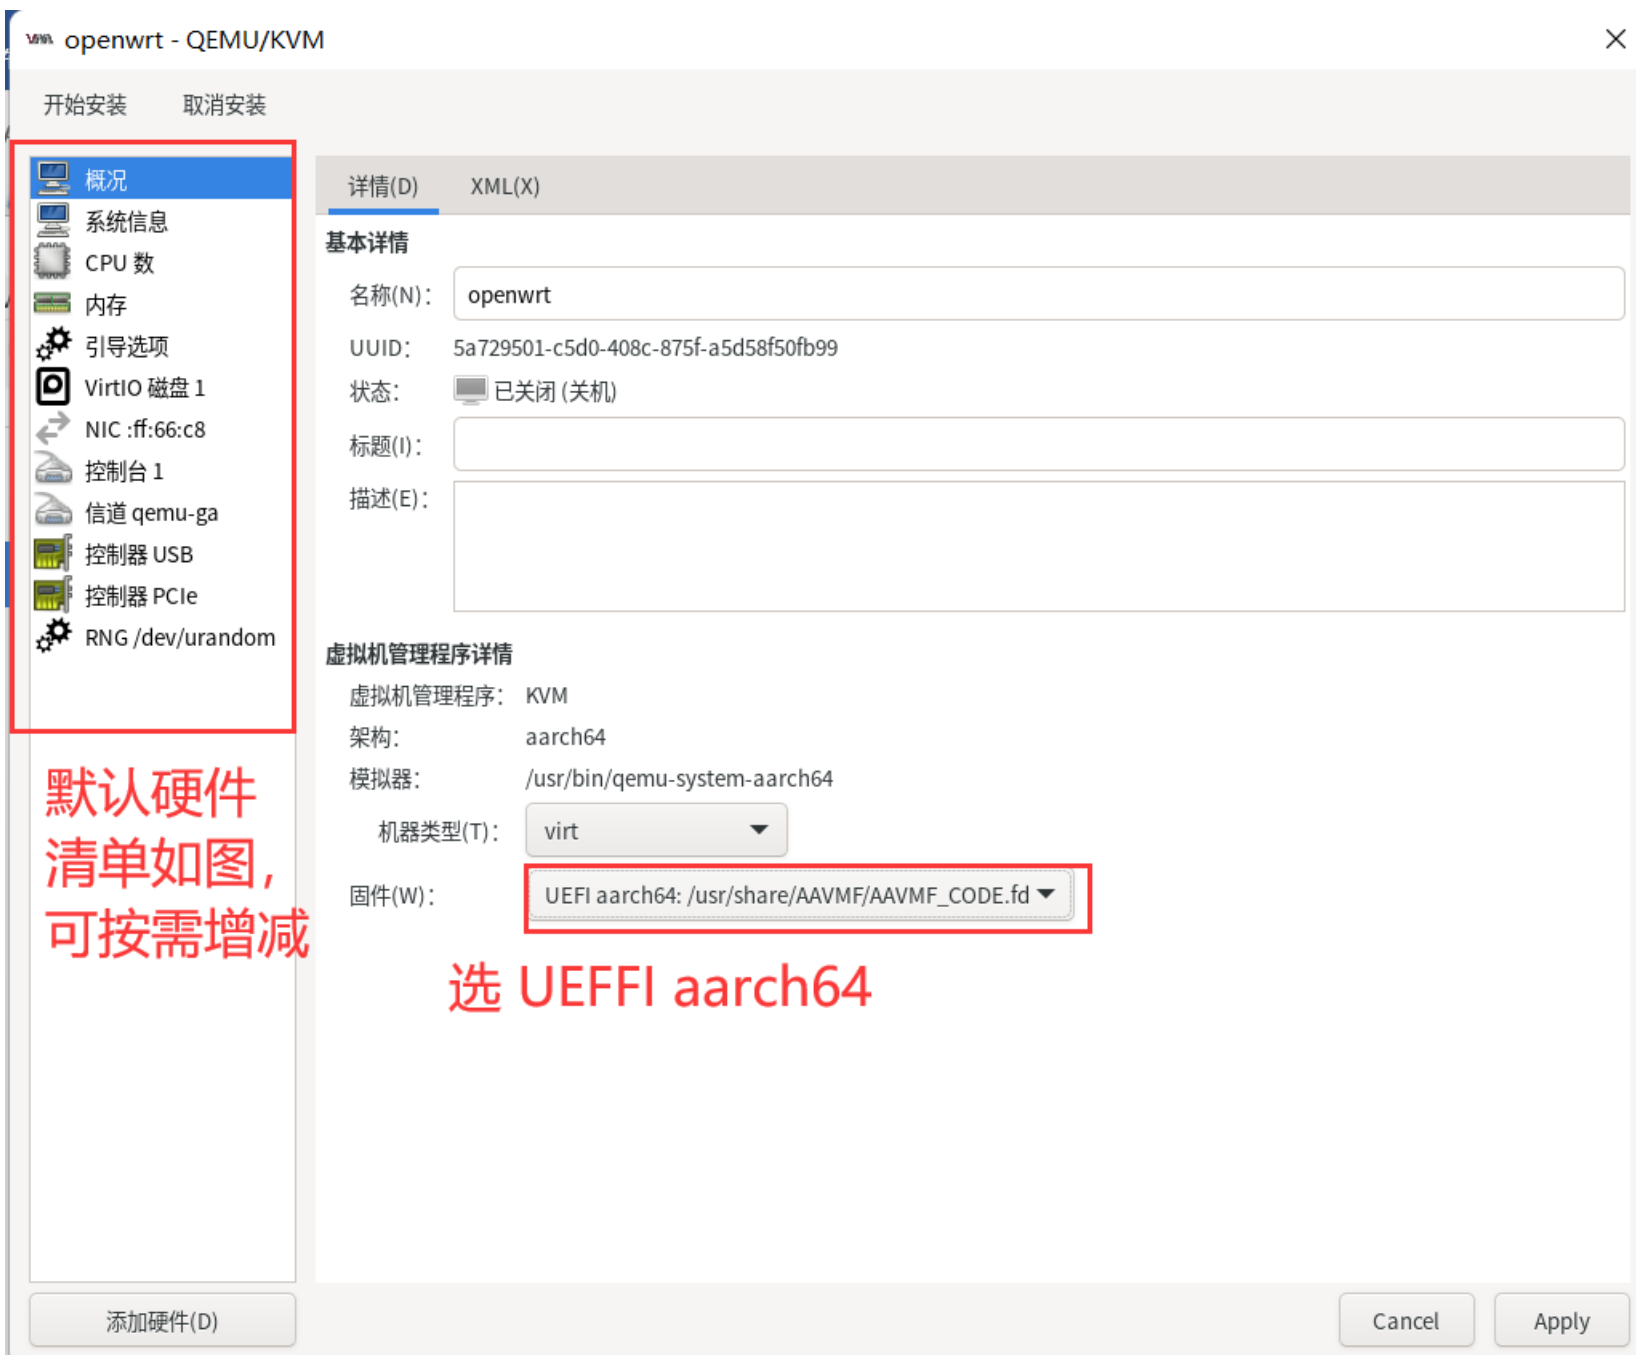 openwrt - QEMU/KVM
开始安装 取消安装
概况
系统信息
CPU 数
内存
引导选项
VirtIO 磁盘 1
NIC :ff:66:c8
控制台 1
信道 qemu-ga
控制器 USB
控制器 PCIe
RNG /dev/urandom
默认硬件
清单如图，
可按需增减
添加硬件(D)
详情(D) XML(X)
基本详情
名称(N): openwrt
UUID: 5a729501-c5d0-408c-875f-a5d58f50fb99
状态: 已关闭 (关机)
标题(I):
描述(E):
虚拟机管理程序详情
虚拟机管理程序: KVM
架构: aarch64
模拟器: /usr/bin/qemu-system-aarch64
机器类型(T): virt
固件(W): UEFI aarch64: /usr/share/AAVMF/AAVMF_CODE.fd
选 UEFFI aarch64
Cancel Apply